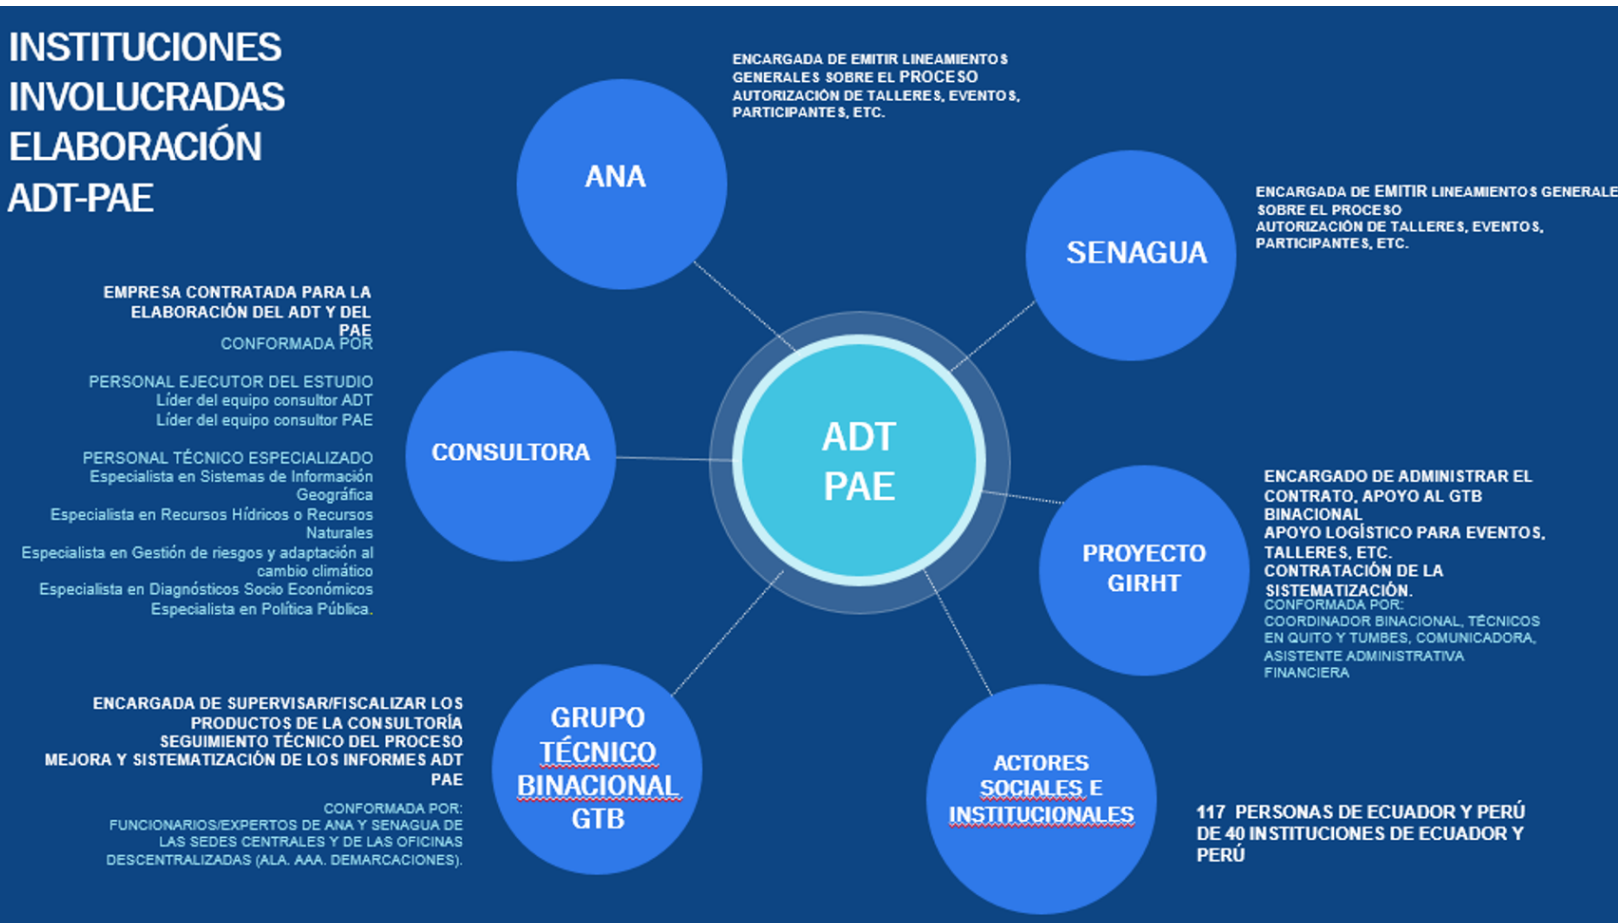 INSTITUCIONES
INVOLUCRADAS
ELABORACIÓN
ADT-PAE
ENCARGADA DE EMITIR LINEAMIENTOS
GENERALES SOBRE EL PROCESO
AUTORIZACIÓN DE TALLERES, EVENTOS,
PARTICIPANTES, ETC.
ANA
SENAGUA
ENCARGADA DE EMITIR LINEAMIENTOS GENERALE
SOBRE EL PROCESO
AUTORIZACIÓN DE TALLERES, EVENTOS,
PARTICIPANTES, ETC.
EMPRESA CONTRATADA PARA LA
ELABORACIÓN DEL ADT Y DEL
PAE
CONFORMADA POR
PERSONAL EJECUTOR DEL ESTUDIO
Líder del equipo consultor ADT
Líder del equipo consultor PAE
PERSONAL TÉCNICO ESPECIALIZADO
Especialista en Sistemas de Información
Geográfica
Especialista en Recursos Hídricos o Recursos
Naturales
Especialista en Gestión de riesgos y adaptación al
cambio climático
Especialista en Diagnósticos Socio Económicos
Especialista en Política Pública.
CONSULTORA
ADT
PAE
PROYECTO
GIRHT
ENCARGADO DE ADMINISTRAR EL
CONTRATO, APOYO AL GTB
BINACIONAL
APOYO LOGÍSTICO PARA EVENTOS,
TALLERES, ETC.
CONTRATACIÓN DE LA
SISTEMATIZACIÓN.
CONFORMADA POR:
COORDINADOR BINACIONAL, TÉCNICOS
EN QUITO Y TUMBES, COMUNICADORA,
ASISTENTE ADMINISTRATIVA
FINANCIERA
ENCARGADA DE SUPERVISAR/FISCALIZAR LOS
PRODUCTOS DE LA CONSULTORÍA
SEGUIMIENTO TÉCNICO DEL PROCESO
MEJORA Y SISTEMATIZACIÓN DE LOS INFORMES ADT
PAE
CONFORMADA POR:
FUNCIONARIOS/EXPERTOS DE ANA Y SENAGUA DE
LAS SEDES CENTRALES Y DE LAS OFICINAS
DESCENTRALIZADAS (ALA. AAA. DEMARCACIONES).
GRUPO
TÉCNICO
BINACIONAL
GTB
ACTORES
SOCIALES E
INSTITUCIONALES
117 PERSONAS DE ECUADOR Y PERÚ
DE 40 INSTITUCIONES DE ECUADOR Y
PERÚ